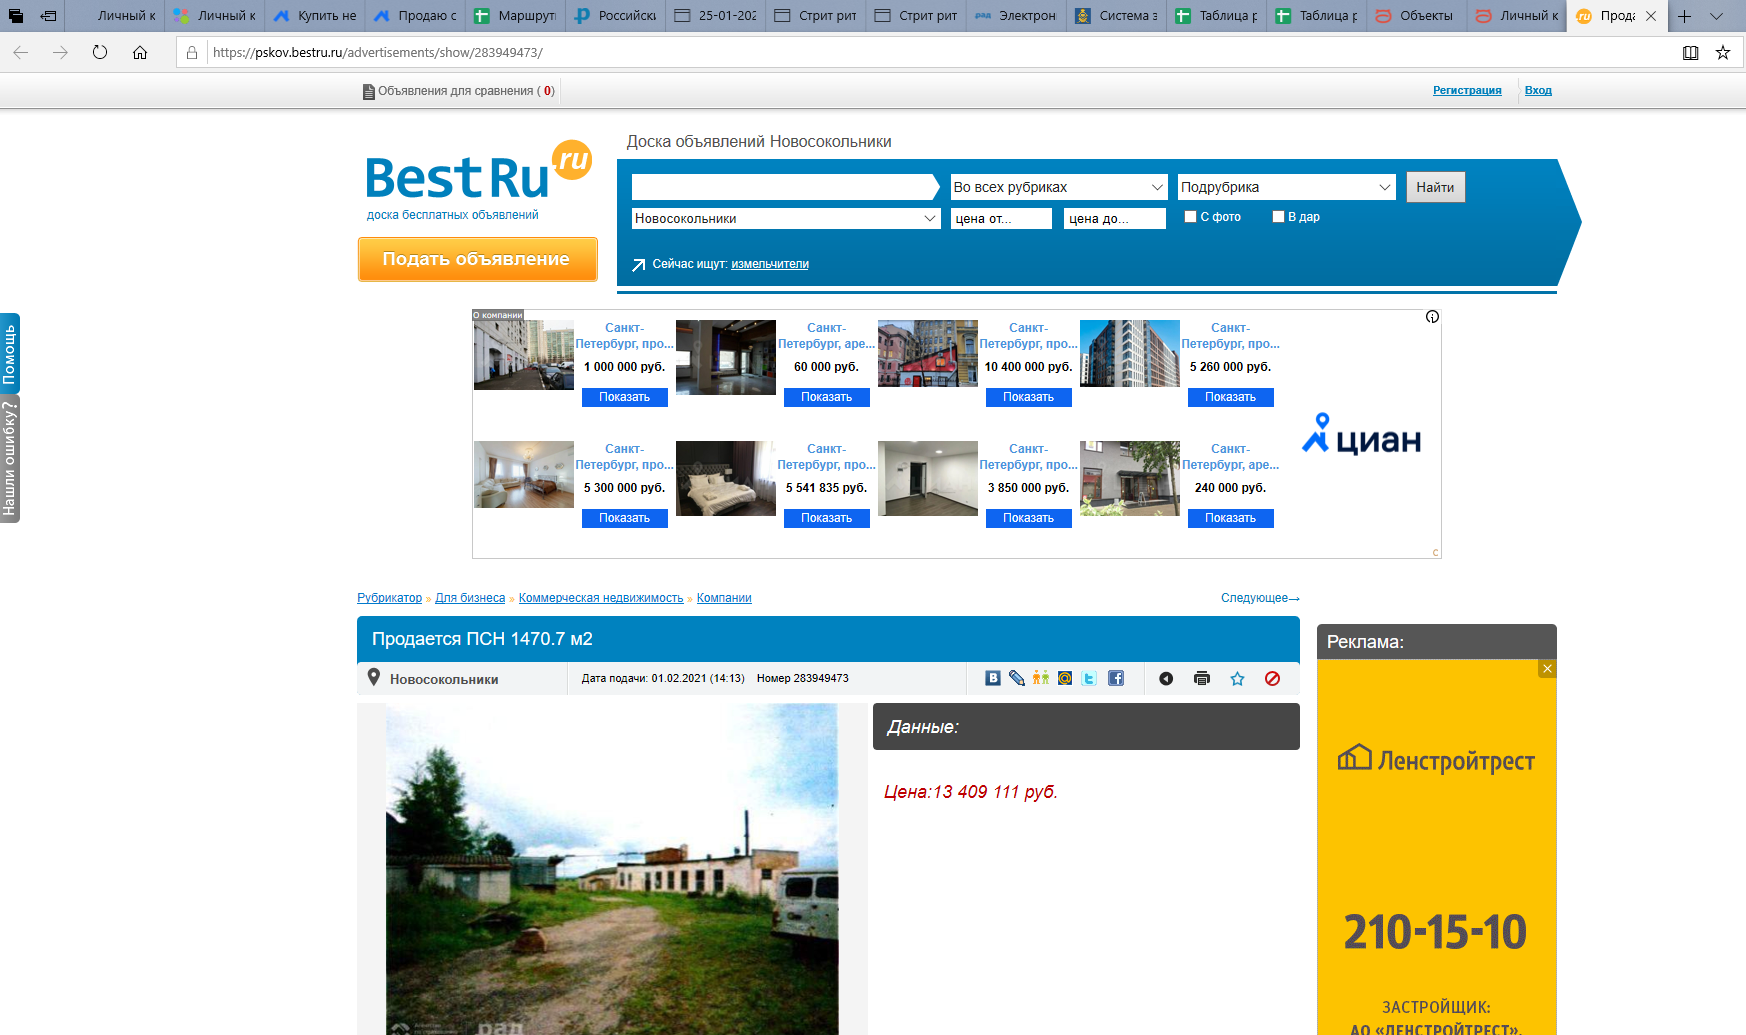 Личный к
Личный к
Купить не
Продаю с
Маршрут
Российски
25-01-202
Стрит рит
Стрит рит
Электрон
Система з
Таблица р
Таблица р
Объекты
Личный к
Прода
https://pskov.bestru.ru/advertisements/show/283949473/
Объявления для сравнения ( 0)
Регистрация
Вход
Доска объявлений Новосокольники
BestRu.ru
доска бесплатных объявлений
Подать объявление
Во всех рубриках
Подрубрика
Найти
Новосокольники
цена от...
цена до...
С фото
В дар
Сейчас ищут: измельчители
Помощь
Нашли ошибку?
О компании
Санкт-
Петербург, про...
1 000 000 руб.
Показать
Санкт-
Петербург, аре...
60 000 руб.
Показать
Санкт-
Петербург, про...
10 400 000 руб.
Показать
Санкт-
Петербург, про...
5 260 000 руб.
Показать
Санкт-
Петербург, про...
5 300 000 руб.
Показать
Санкт-
Петербург, про...
5 541 835 руб.
Показать
Санкт-
Петербург, про...
3 850 000 руб.
Показать
Санкт-
Петербург, аре...
240 000 руб.
Показать
циан
Рубрикатор » Для бизнеса » Коммерческая недвижимость » Компании
Следующее→
Продается ПСН 1470.7 м2
Новосокольники
Дата подачи: 01.02.2021 (14:13)
Номер 283949473
Данные:
Цена:13 409 111 руб.
рад
Реклама:
Ленстройтрест
210-15-10
ЗАСТРОЙЩИК:
АО «ЛЕНСТРОЙТРЕСТ».